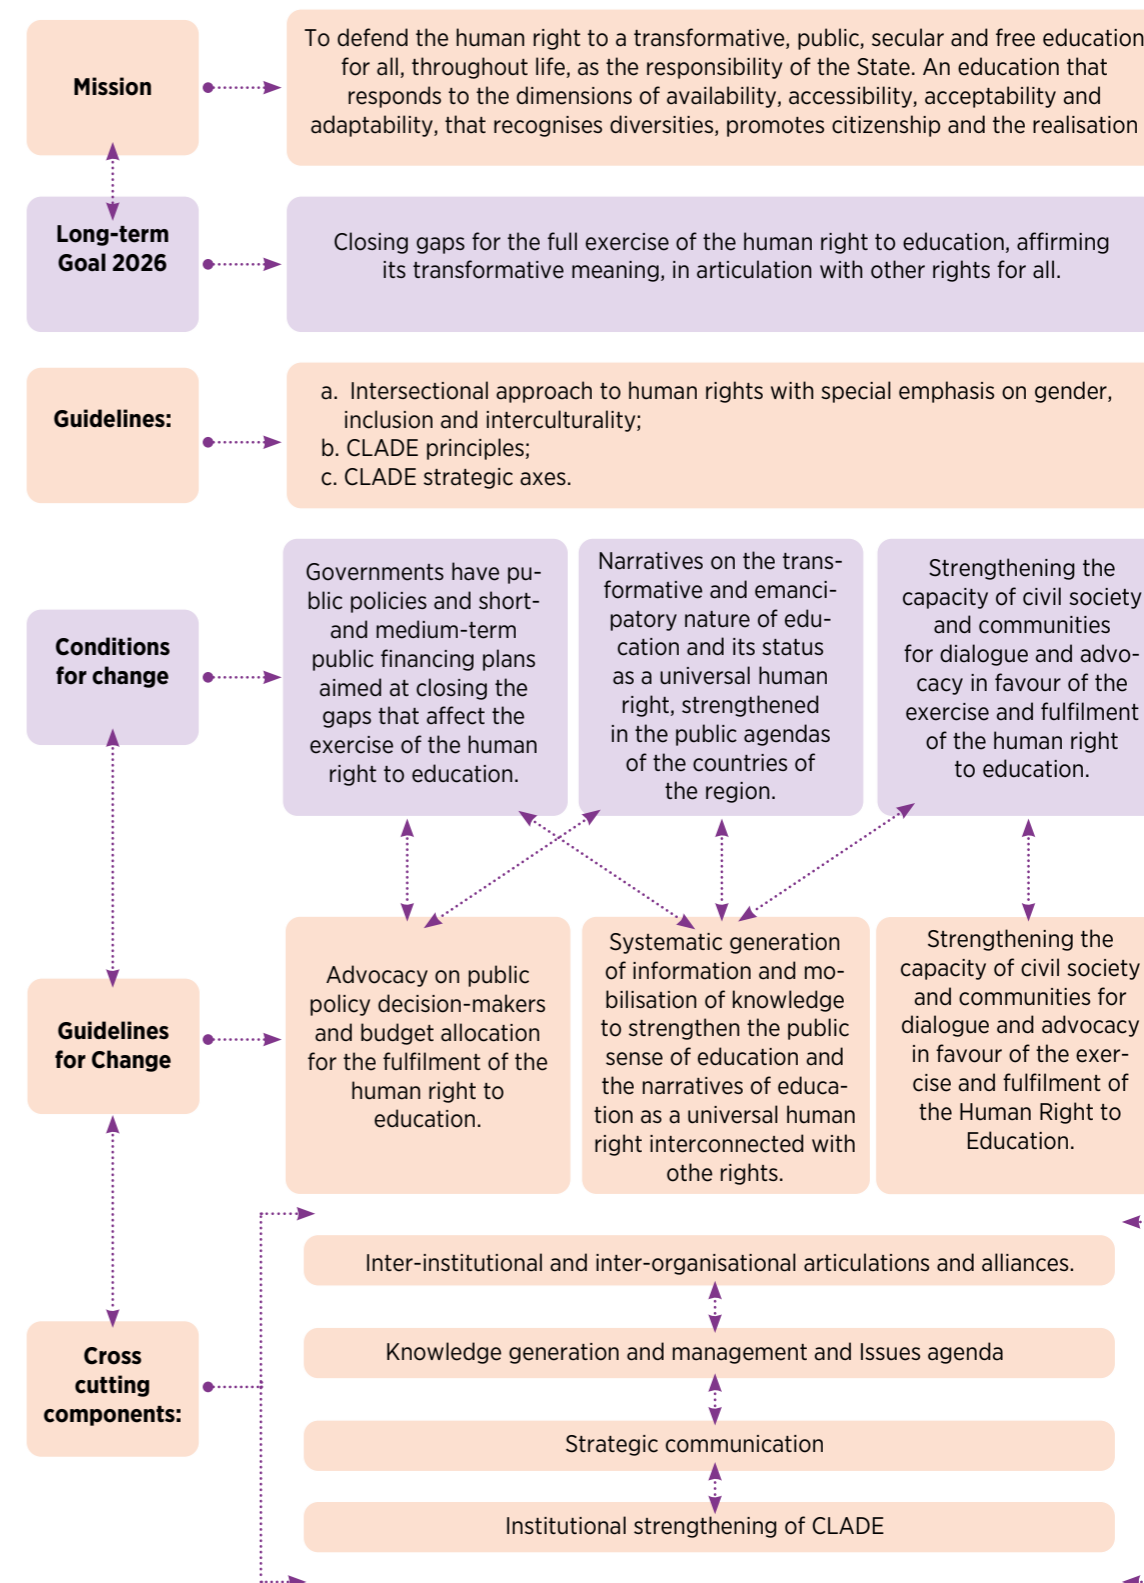 Mission
To defend the human right to a transformative, public, secular and free education
for all, throughout life, as the responsibility of the State. An education that
responds to the dimensions of availability, accessibility, acceptability and
adaptability, that recognises diversities, promotes citizenship and the realisation
Long-term
Goal 2026
Closing gaps for the full exercise of the human right to education, affirming
its transformative meaning, in articulation with other rights for all.
Guidelines:
a. Intersectional approach to human rights with special emphasis on gender,
inclusion and interculturality;
b. CLADE principles;
c. CLADE strategic axes.
Conditions
for change
Governments have pu-
blic policies and short-
and medium-term
public financing plans
aimed at closing the
gaps that affect the
exercise of the human
right to education.
Narratives on the trans-
formative and emanci-
patory nature of edu-
cation and its status
as a universal human
right, strengthened
in the public agendas
of the countries of
the region.
Strengthening the
capacity of civil society
and communities
for dialogue and advo-
cacy in favour of the
exercise and fulfilment
of the human right
to education.
Guidelines
for Change
Advocacy on public
policy decision-makers
and budget allocation
for the fulfilment of the
human right to
education.
Systematic generation
of information and mo-
bilisation of knowledge
to strengthen the public
sense of education and
the narratives of educa-
tion as a universal human
right interconnected with
othe rights.
Strengthening the
capacity of civil society
and communities for
dialogue and advocacy
in favour of the exer-
cise and fulfilment of
the Human Right to
Education.
Cross
cutting
components:
Inter-institutional and inter-organisational articulations and alliances.
Knowledge generation and management and Issues agenda
Strategic communication
Institutional strengthening of CLADE